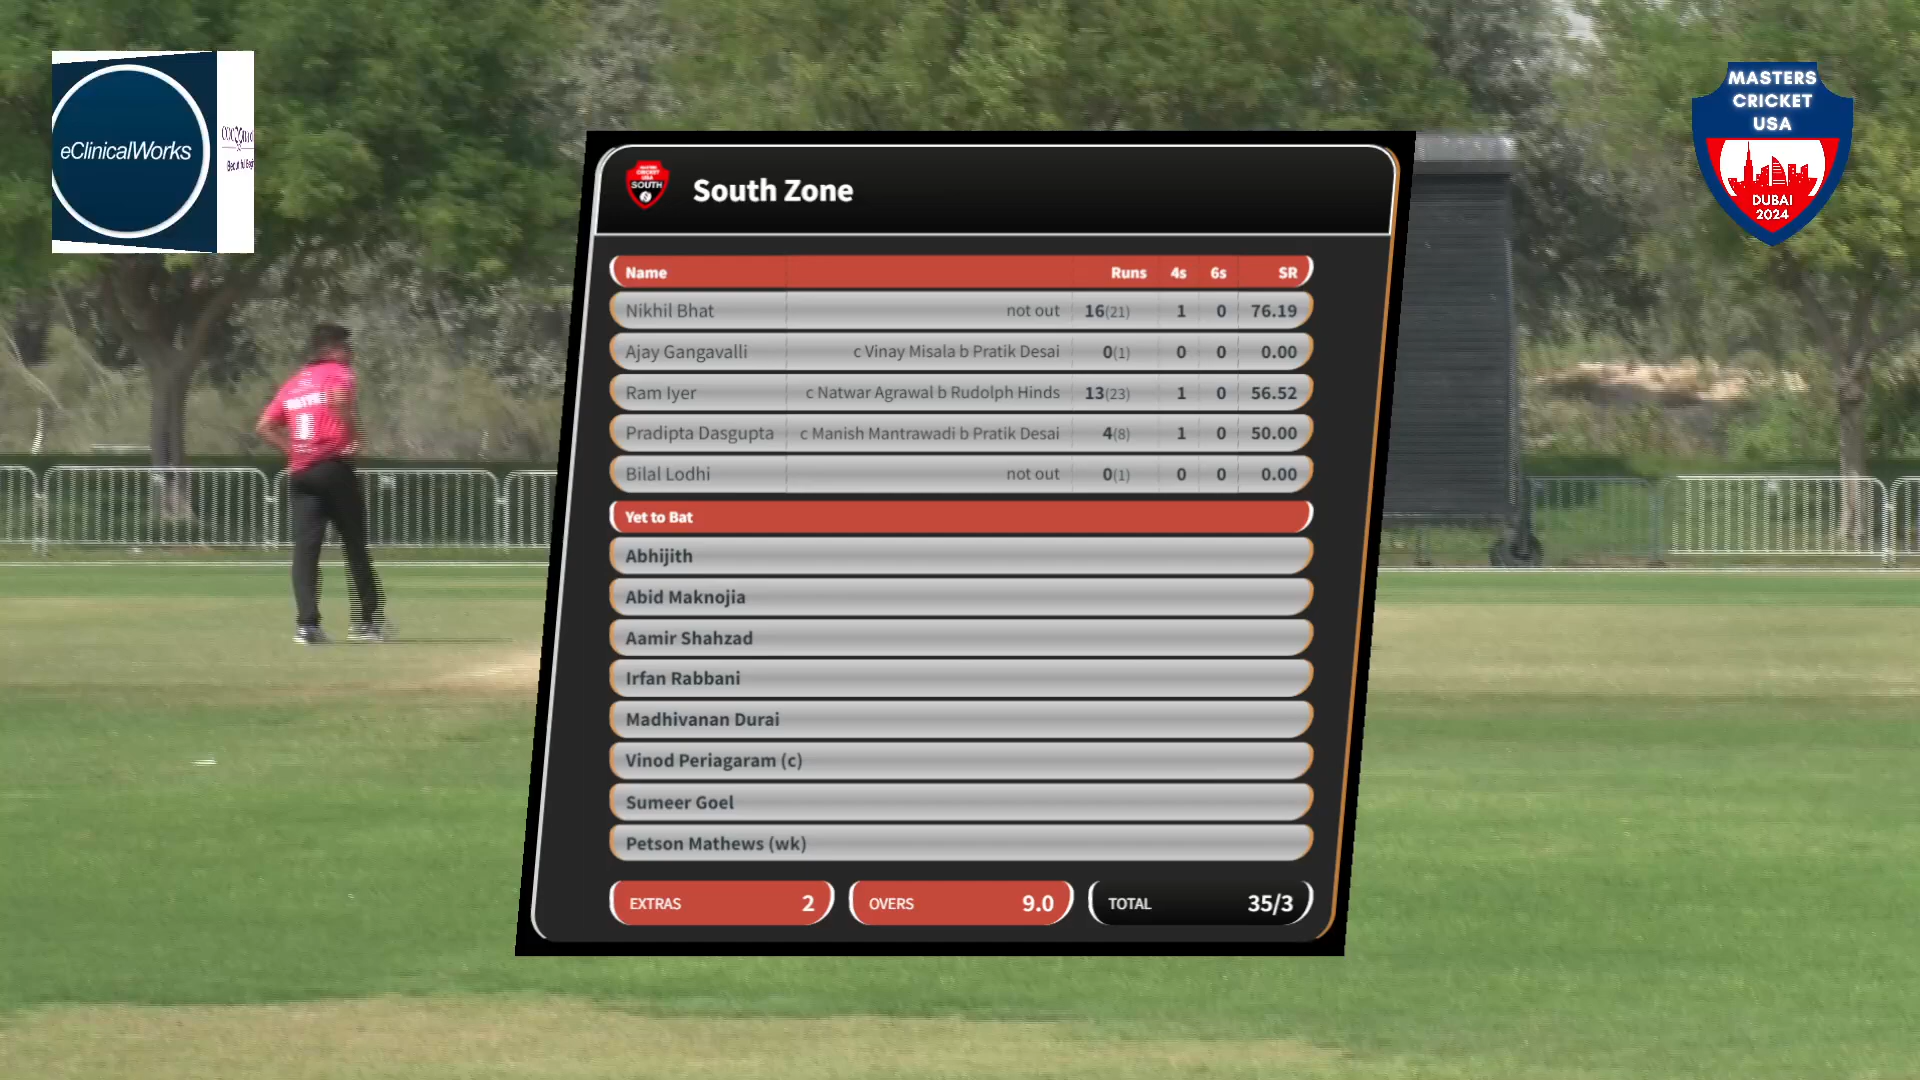 eClinicalWorks
MASTERS
CRICKET
USA
DUBAI
2024
MASTERS
CRICKET
USA
SOUTH
South Zone
Name Runs 4s 6s SR
Nikhil Bhat not out 16(21) 1 0 76.19
Ajay Gangavalli c Vinay Misala b Pratik Desai 0(1) 0 0 0.00
Ram Iyer c Natwar Agrawal b Rudolph Hinds 13(23) 1 0 56.52
Pradipta Dasgupta c Manish Mantrawadi b Pratik Desai 4(8) 1 0 50.00
Bilal Lodhi not out 0(1) 0 0 0.00
Yet to Bat
Abhijith
Abid Maknojia
Aamir Shahzad
Irfan Rabbani
Madhivanan Durai
Vinod Periagaram (c)
Sumeer Goel
Petson Mathews (wk)
EXTRAS 2 OVERS 9.0 TOTAL 35/3